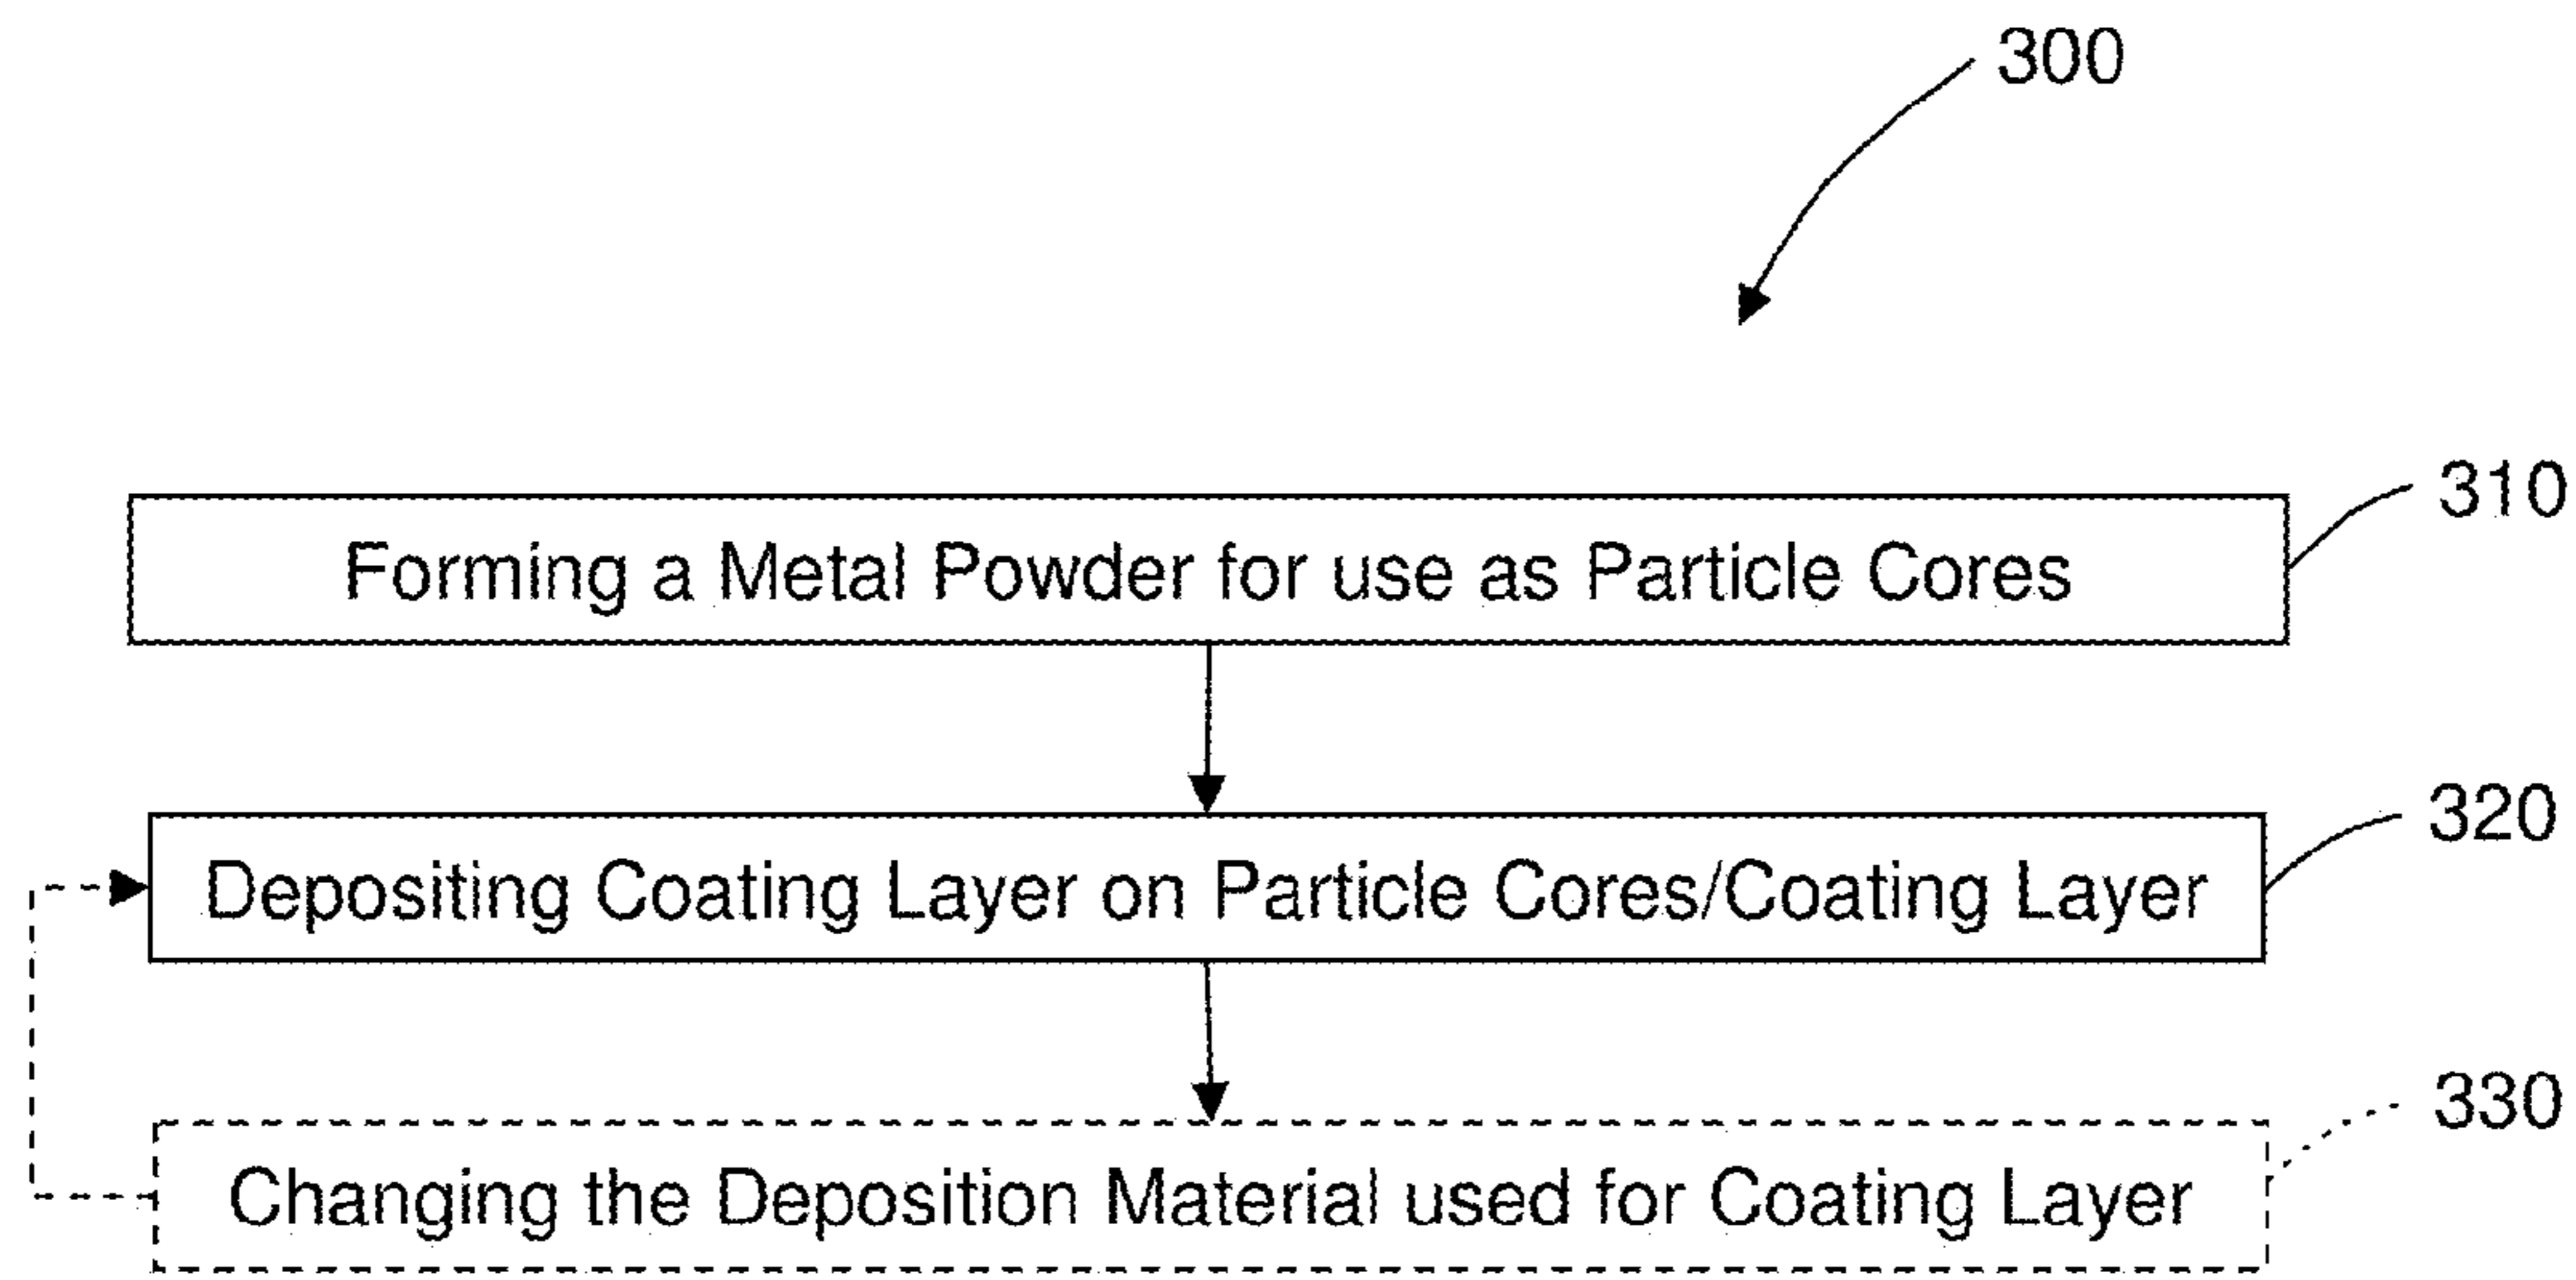 300
310
Forming a Metal Powder for use as Particle Cores
320
Depositing Coating Layer on Particle Cores/Coating Layer
330
Changing the Deposition Material used for Coating Layer